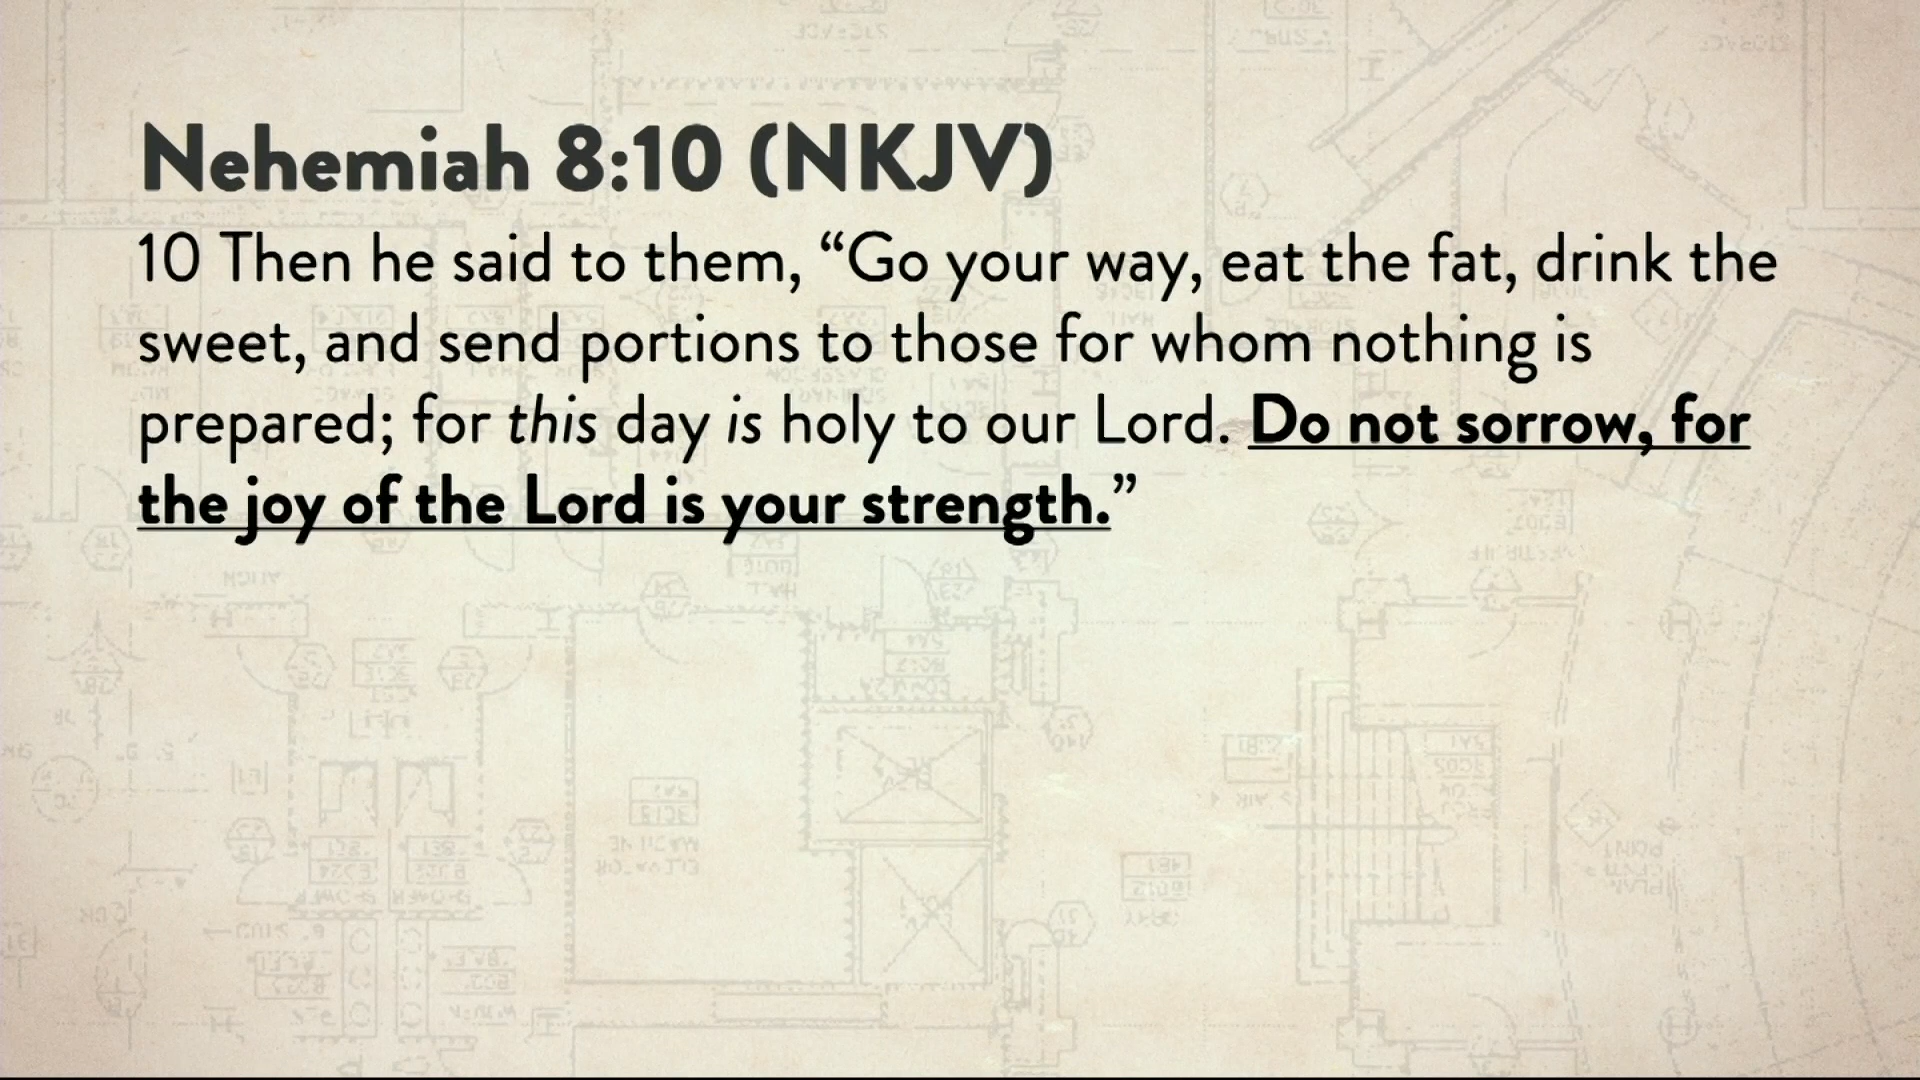 Nehemiah 8:10 (NKJV)
10 Then he said to them, “Go your way, eat the fat, drink the
sweet, and send portions to those for whom nothing is
prepared; for this day is holy to our Lord. Do not sorrow, for
the joy of the Lord is your strength.”